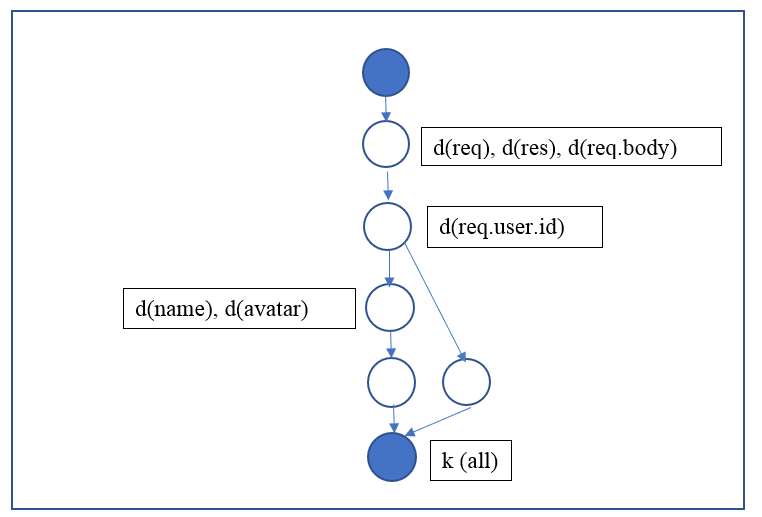 d(req), d(res), d(req.body)
d(req.user.id)
d(name), d(avatar)
k (all)